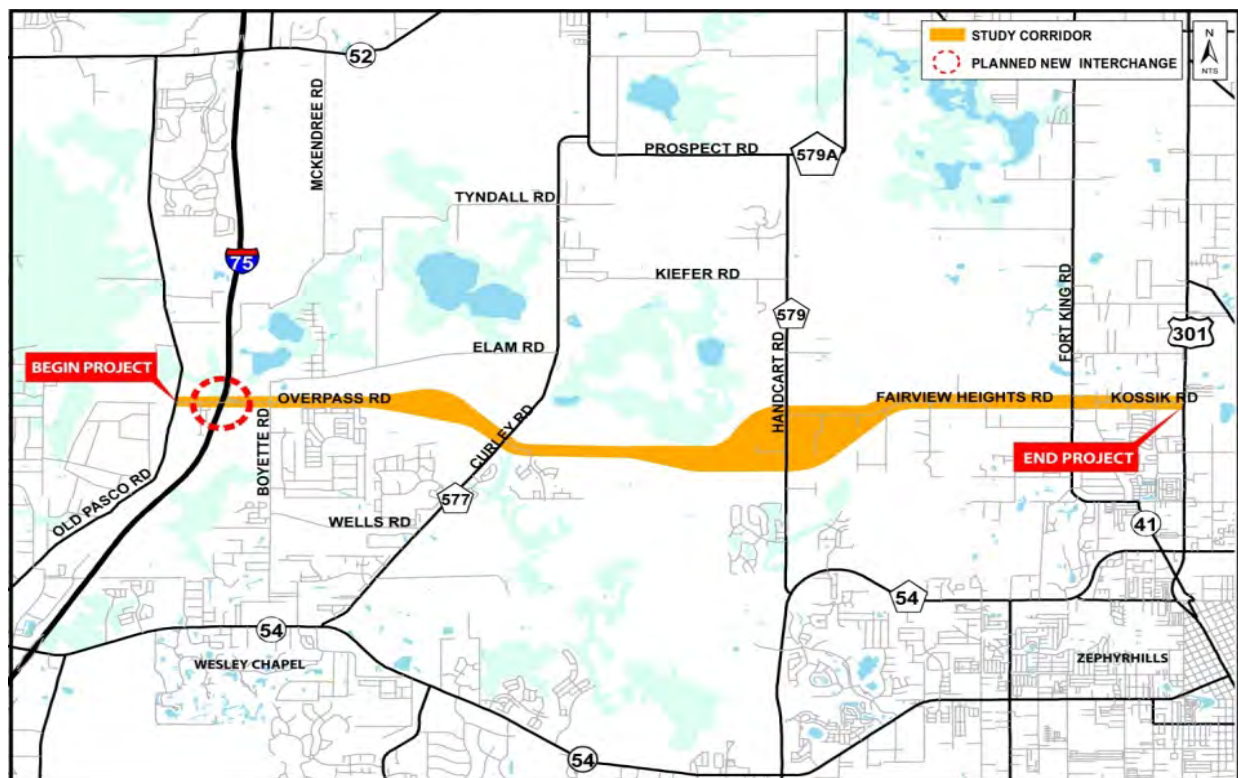 STUDY CORRIDOR
PLANNED NEW INTERCHANGE
N
NTS
52
MCKENDREE RD
PROSPECT RD
579A
TYNDALL RD
75
KIEFER RD
579
FORT KING RD
301
ELAM RD
BEGIN PROJECT
OVERPASS RD
HANDCART RD
FAIRVIEW HEIGHTS RD
KOSSIK RD
BOYETTE RD
CURLEY RD
END PROJECT
OLD PASCO RD
577
WELLS RD
41
54
54
WESLEY CHAPEL
ZEPHYRHILLS
54